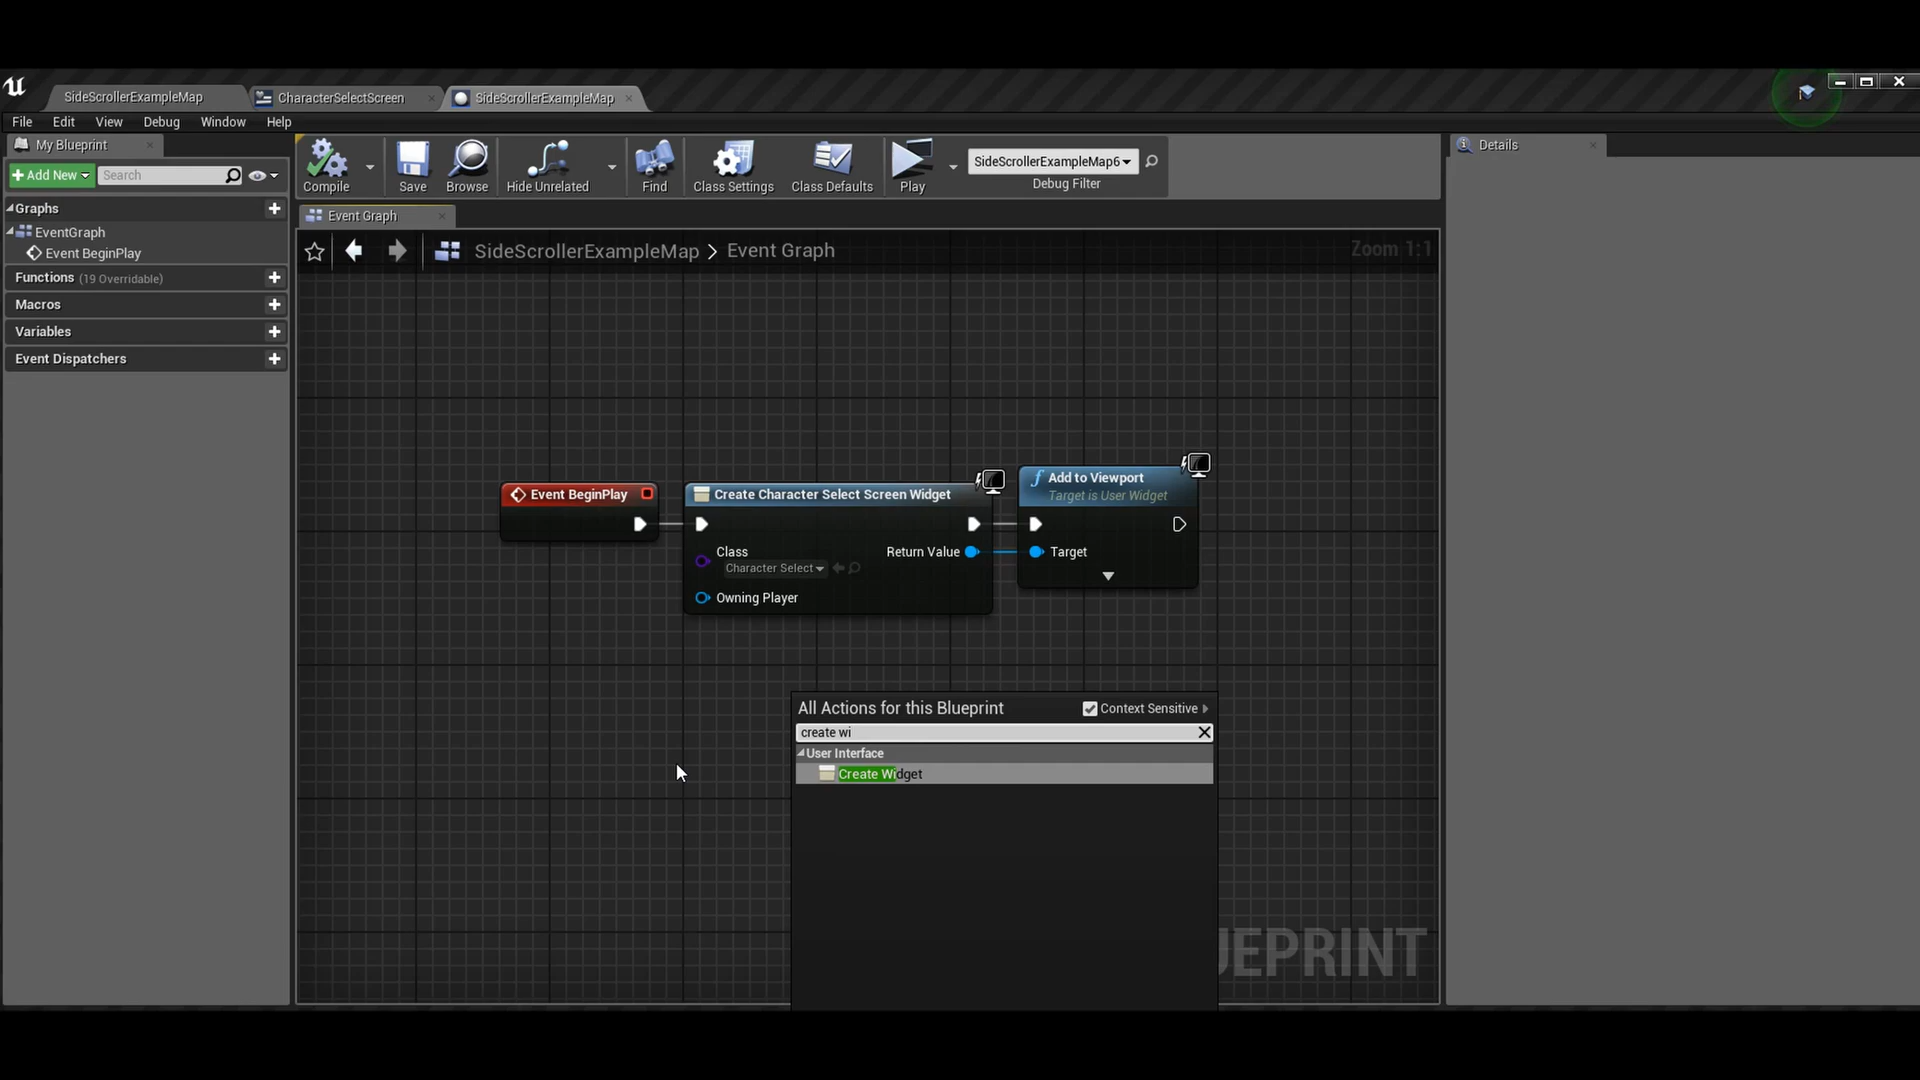 SideScrollerExampleMap
CharacterSelectScreen
SideScrollerExampleMap
File Edit View Debug Window Help
My Blueprint
Add New
Search
Graphs
EventGraph
Event BeginPlay
Functions (19 Overridable)
Macros
Variables
Event Dispatchers
Compile
Save
Browse
Hide Unrelated
Find
Class Settings
Class Defaults
Play
SideScrollerExampleMap6
Debug Filter
Details
Event Graph
SideScrollerExampleMap > Event Graph
Zoom 1:1
Event BeginPlay
Create Character Select Screen Widget
Class
Character Select
Return Value
Owning Player
Add to Viewport
Target is User Widget
Target
All Actions for this Blueprint
Context Sensitive
create wi
User Interface
Create Widget
UEPRINT